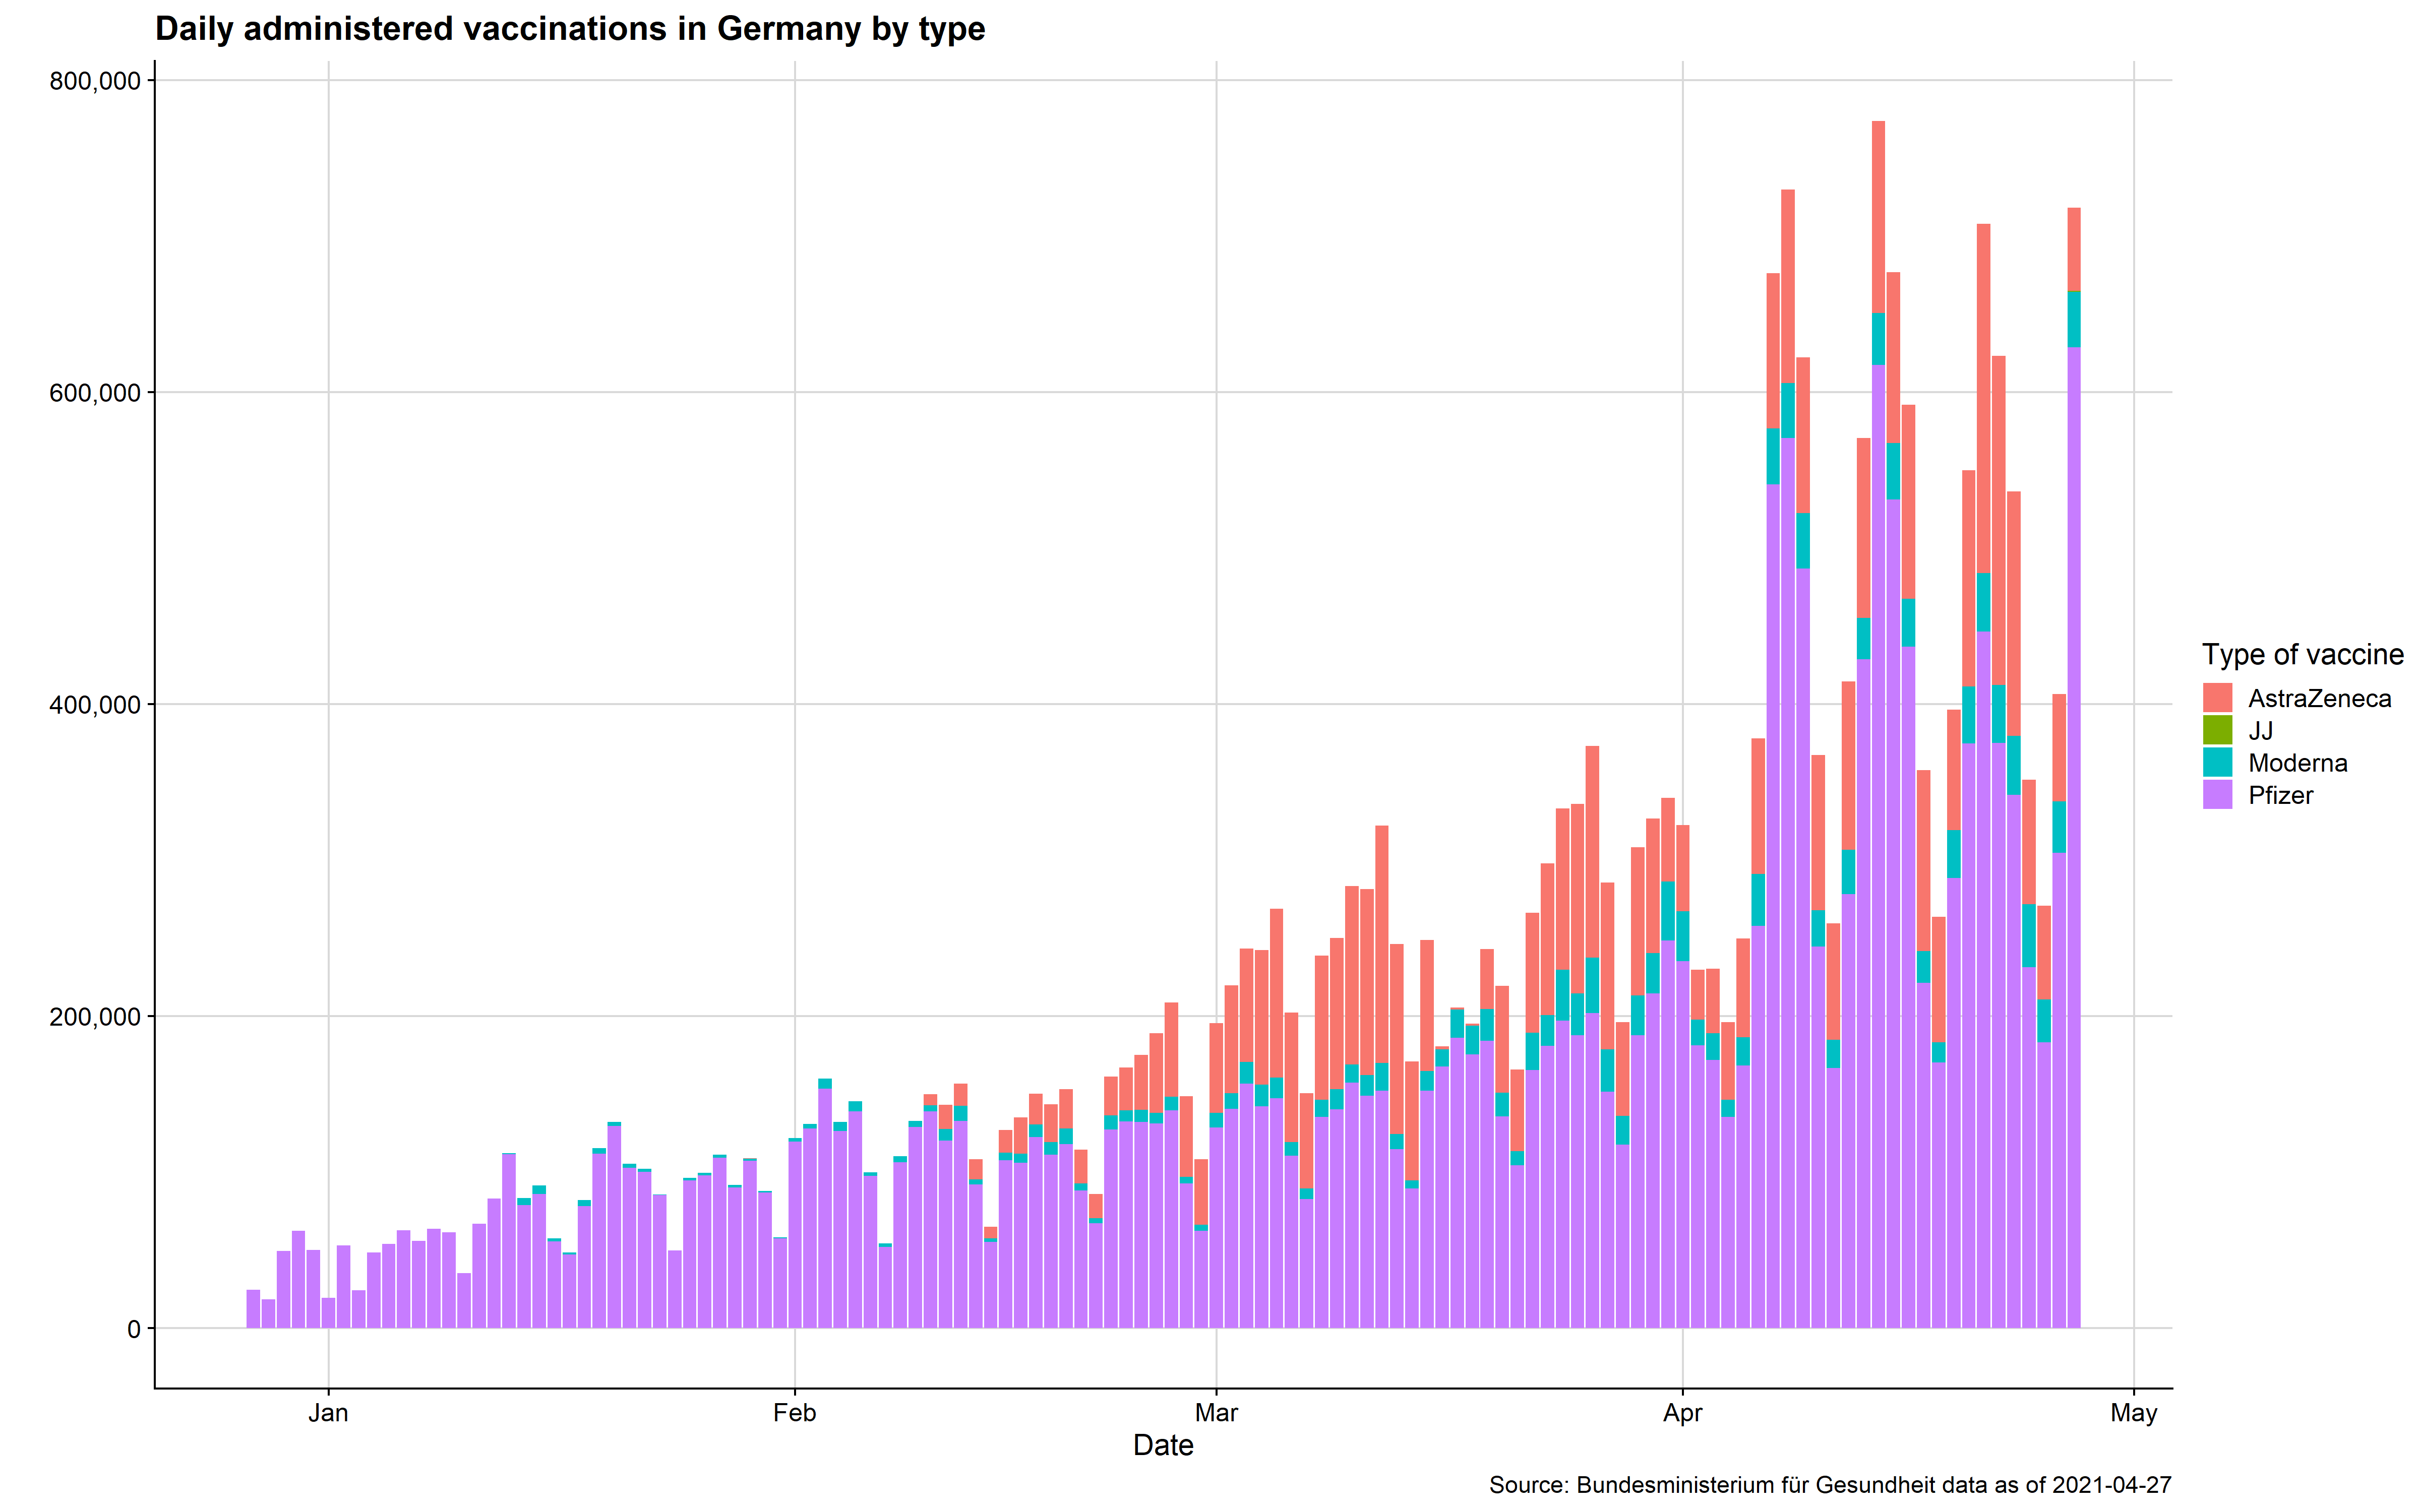 Daily administered vaccinations in Germany by type
800,000
600,000
400,000
200,000
0
Jan
Feb
Mar
Apr
May
Date
Type of vaccine
AstraZeneca
JJ
Moderna
Pfizer
Source: Bundesministerium für Gesundheit data as of 2021-04-27